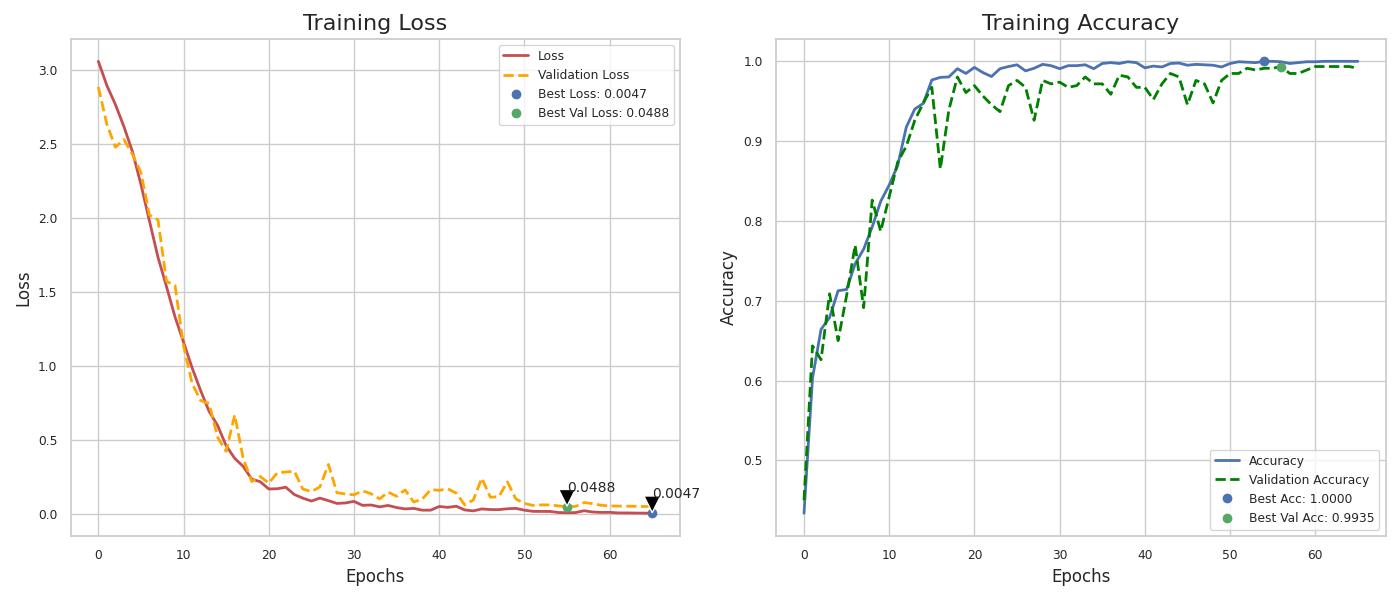 Training Loss
3.0
2.5
2.0
1.5
1.0
0.5
0.0
Loss
Loss
Validation Loss
Best Loss: 0.0047
Best Val Loss: 0.0488
0.0488
0.0047
0 10 20 30 40 50 60
Epochs
Training Accuracy
1.0
0.9
0.8
0.7
0.6
0.5
Accuracy
Accuracy
Validation Accuracy
Best Acc: 1.0000
Best Val Acc: 0.9935
0 10 20 30 40 50 60
Epochs